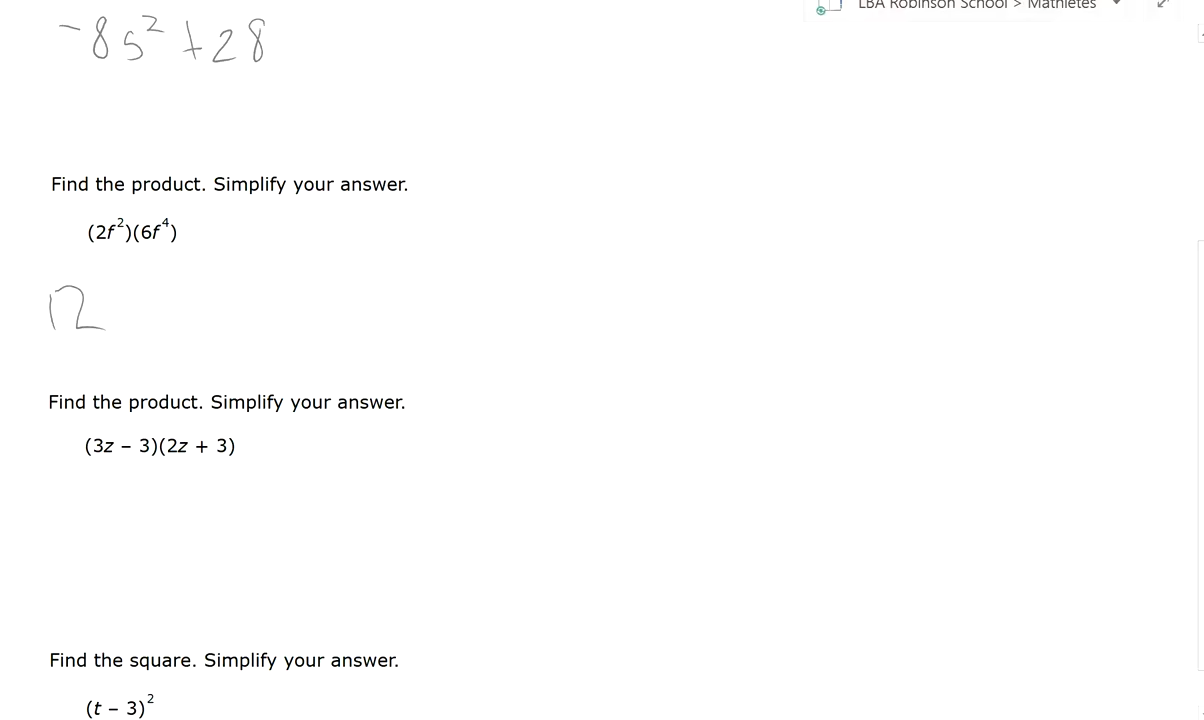 LBA Robinson School > Mathletes
-8s² + 28
Find the product. Simplify your answer.
(2f²)(6f⁴)
12
Find the product. Simplify your answer.
(3z – 3)(2z + 3)
Find the square. Simplify your answer.
(t – 3)²